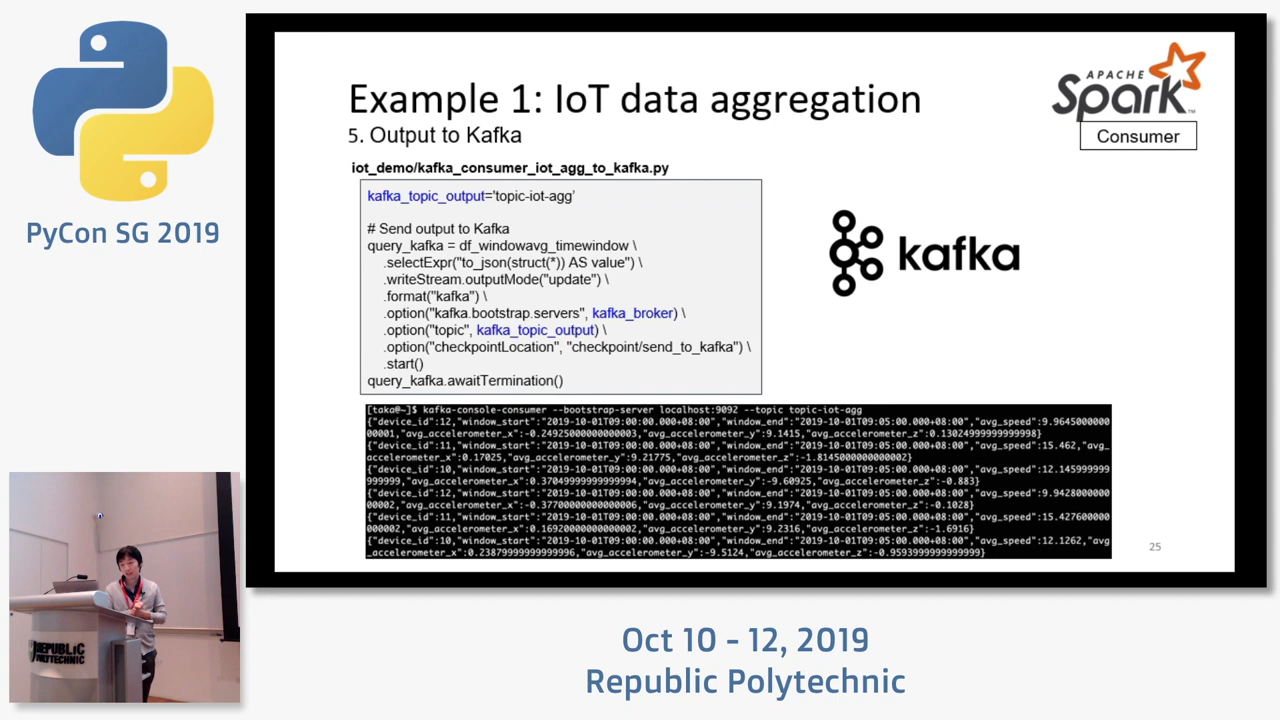 PyCon SG 2019
Example 1: IoT data aggregation
APACHE
Spark
TM
Consumer
5. Output to Kafka
iot_demo/kafka_consumer_iot_agg_to_kafka.py
kafka_topic_output='topic-iot-agg'
# Send output to Kafka
query_kafka = df_windowavg_timewindow \
.selectExpr("to_json(struct(*)) AS value") \
.writeStream.outputMode("update") \
.format("kafka") \
.option("kafka.bootstrap.servers", kafka_broker) \
.option("topic", kafka_topic_output) \
.option("checkpointLocation", "checkpoint/send_to_kafka") \
.start()
query_kafka.awaitTermination()
kafka
[taka@~]$ kafka-console-consumer --bootstrap-server localhost:9092 --topic topic-iot-agg
{"device_id":12,"window_start":"2019-10-01T09:00:00.000+08:00","window_end":"2019-10-01T09:05:00.000+08:00","avg_speed":9.9645000000
00001,"avg_accelerometer_x":-0.24925000000000003,"avg_accelerometer_y":9.1415,"avg_accelerometer_z":0.13024999999999998}
{"device_id":11,"window_start":"2019-10-01T09:00:00.000+08:00","window_end":"2019-10-01T09:05:00.000+08:00","avg_speed":15.462,"avg_
accelerometer_x":0.17025,"avg_accelerometer_y":9.21775,"avg_accelerometer_z":-1.8145000000000002}
{"device_id":10,"window_start":"2019-10-01T09:00:00.000+08:00","window_end":"2019-10-01T09:05:00.000+08:00","avg_speed":12.145999999
999999,"avg_accelerometer_x":0.37049999999999994,"avg_accelerometer_y":-9.60925,"avg_accelerometer_z":-0.883}
{"device_id":12,"window_start":"2019-10-01T09:00:00.000+08:00","window_end":"2019-10-01T09:05:00.000+08:00","avg_speed":9.9428000000
00002,"avg_accelerometer_x":-0.37700000000000006,"avg_accelerometer_y":9.1974,"avg_accelerometer_z":-0.1028}
{"device_id":11,"window_start":"2019-10-01T09:00:00.000+08:00","window_end":"2019-10-01T09:05:00.000+08:00","avg_speed":15.427600000
000002,"avg_accelerometer_x":0.16920000000000002,"avg_accelerometer_y":9.2316,"avg_accelerometer_z":-1.6916}
{"device_id":10,"window_start":"2019-10-01T09:00:00.000+08:00","window_end":"2019-10-01T09:05:00.000+08:00","avg_speed":12.1262,"avg
_accelerometer_x":0.23879999999999996,"avg_accelerometer_y":-9.5124,"avg_accelerometer_z":-0.9593999999999999}
25
REPUBLIC
POLYTECHNIC
Oct 10 - 12, 2019
Republic Polytechnic